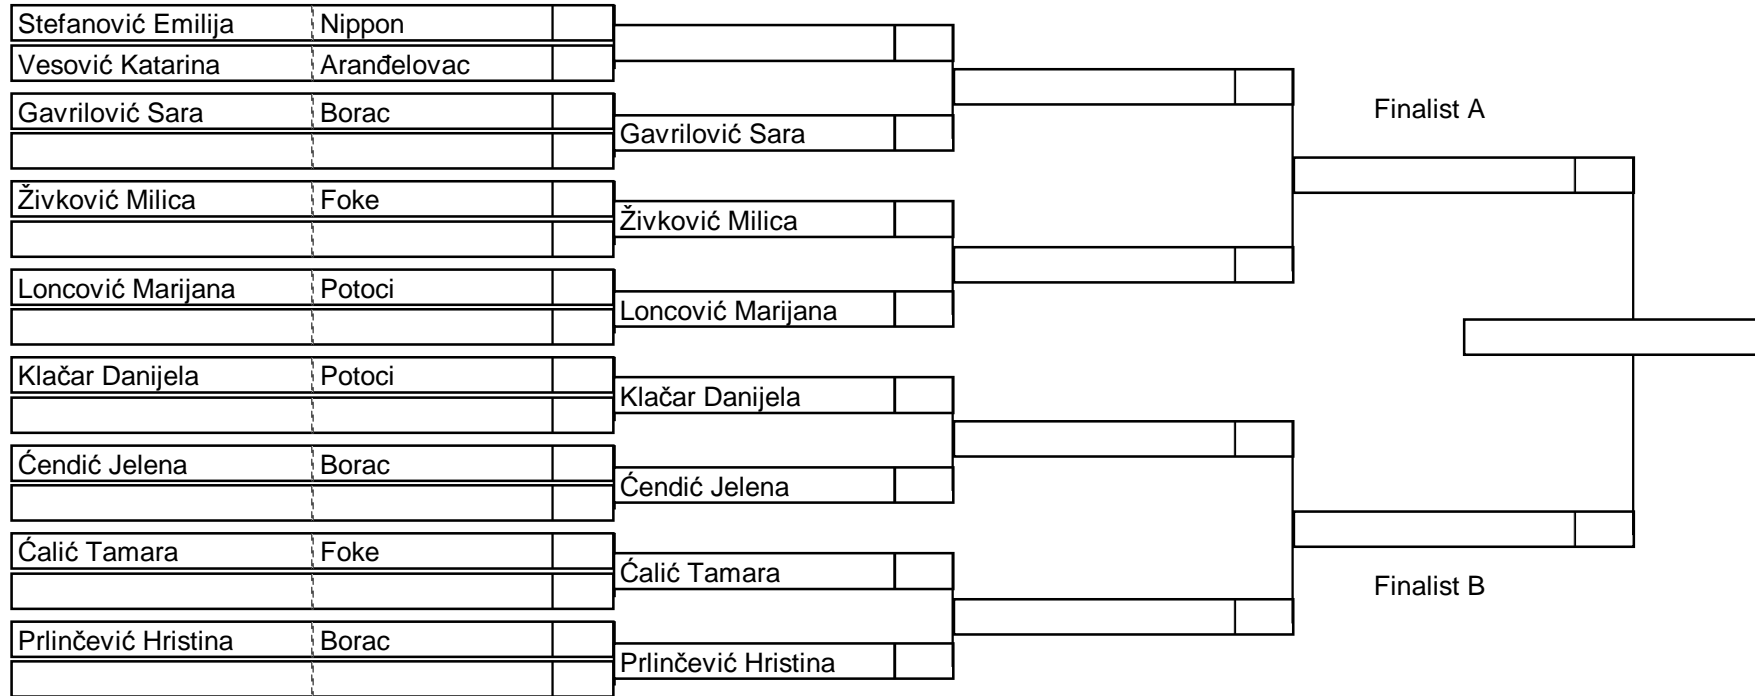 Stefanović Emilija Nippon
Vesović Katarina Aranđelovac
Gavrilović Sara Borac
Finalist A
Gavrilović Sara
Živković Milica Foke
Živković Milica
Loncović Marijana Potoci
Loncović Marijana
Klačar Danijela Potoci
Klačar Danijela
Ćendić Jelena Borac
Ćendić Jelena
Ćalić Tamara Foke
Ćalić Tamara
Finalist B
Prlinčević Hristina Borac
Prlinčević Hristina